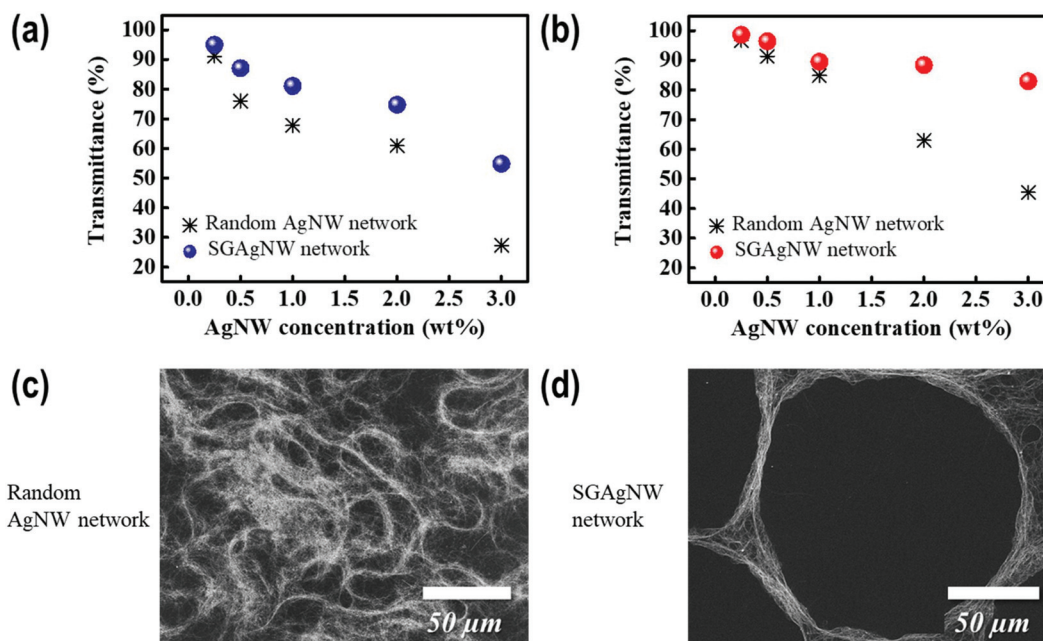 (a)
100
90
80
70
60
50
40
30
20
Transmittance (%)
Random AgNW network
SGAgNW network
0.0 0.5 1.0 1.5 2.0 2.5 3.0
AgNW concentration (wt%)
(b)
100
90
80
70
60
50
40
30
20
Transmittance (%)
Random AgNW network
SGAgNW network
0.0 0.5 1.0 1.5 2.0 2.5 3.0
AgNW concentration (wt%)
(c)
Random
AgNW network
50 µm
(d)
SGAgNW
network
50 µm